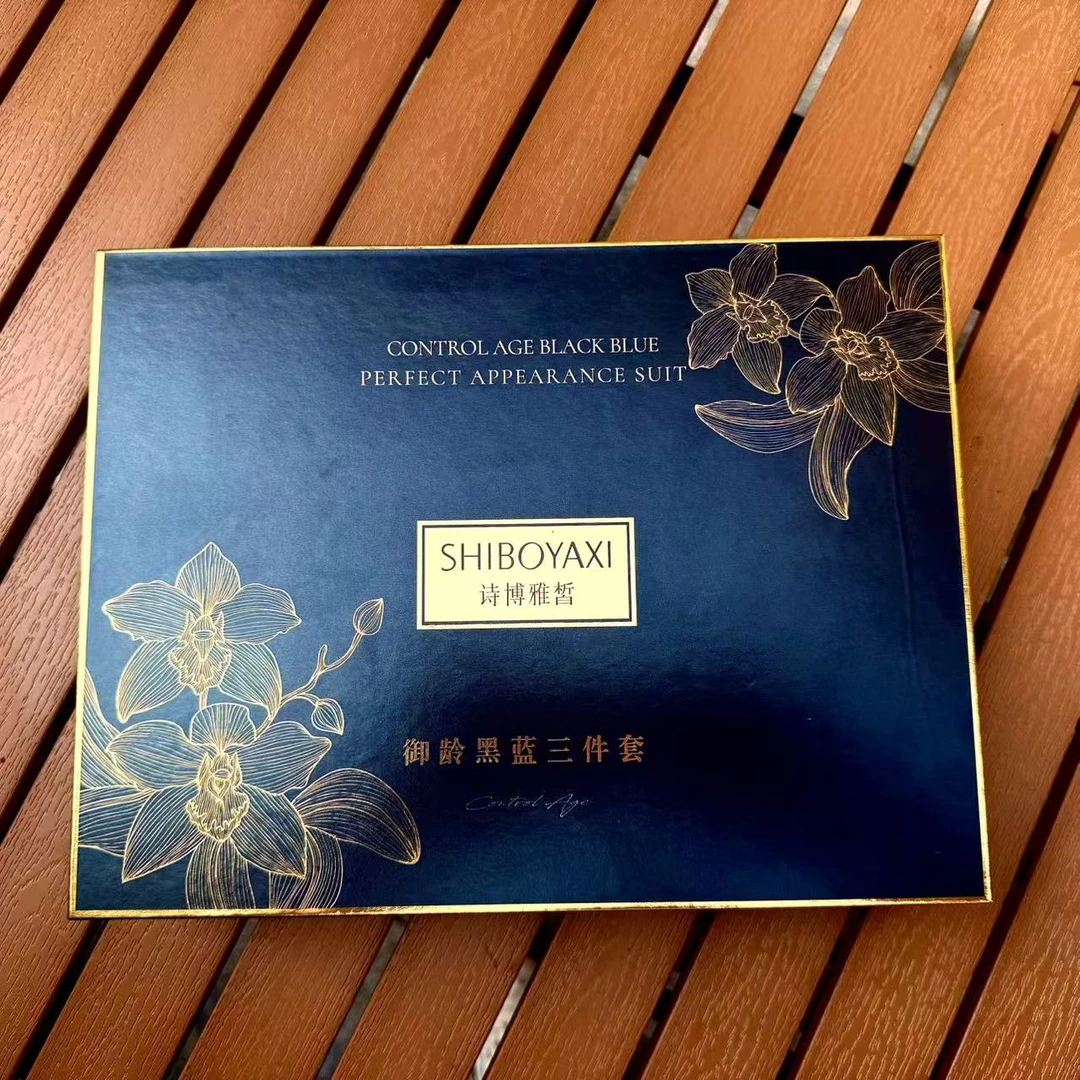 CONTROL AGE BLACK BLUE
PERFECT APPEARANCE SUIT
SHIBOYAXI
诗博雅皙
御龄黑蓝三件套
Control Age